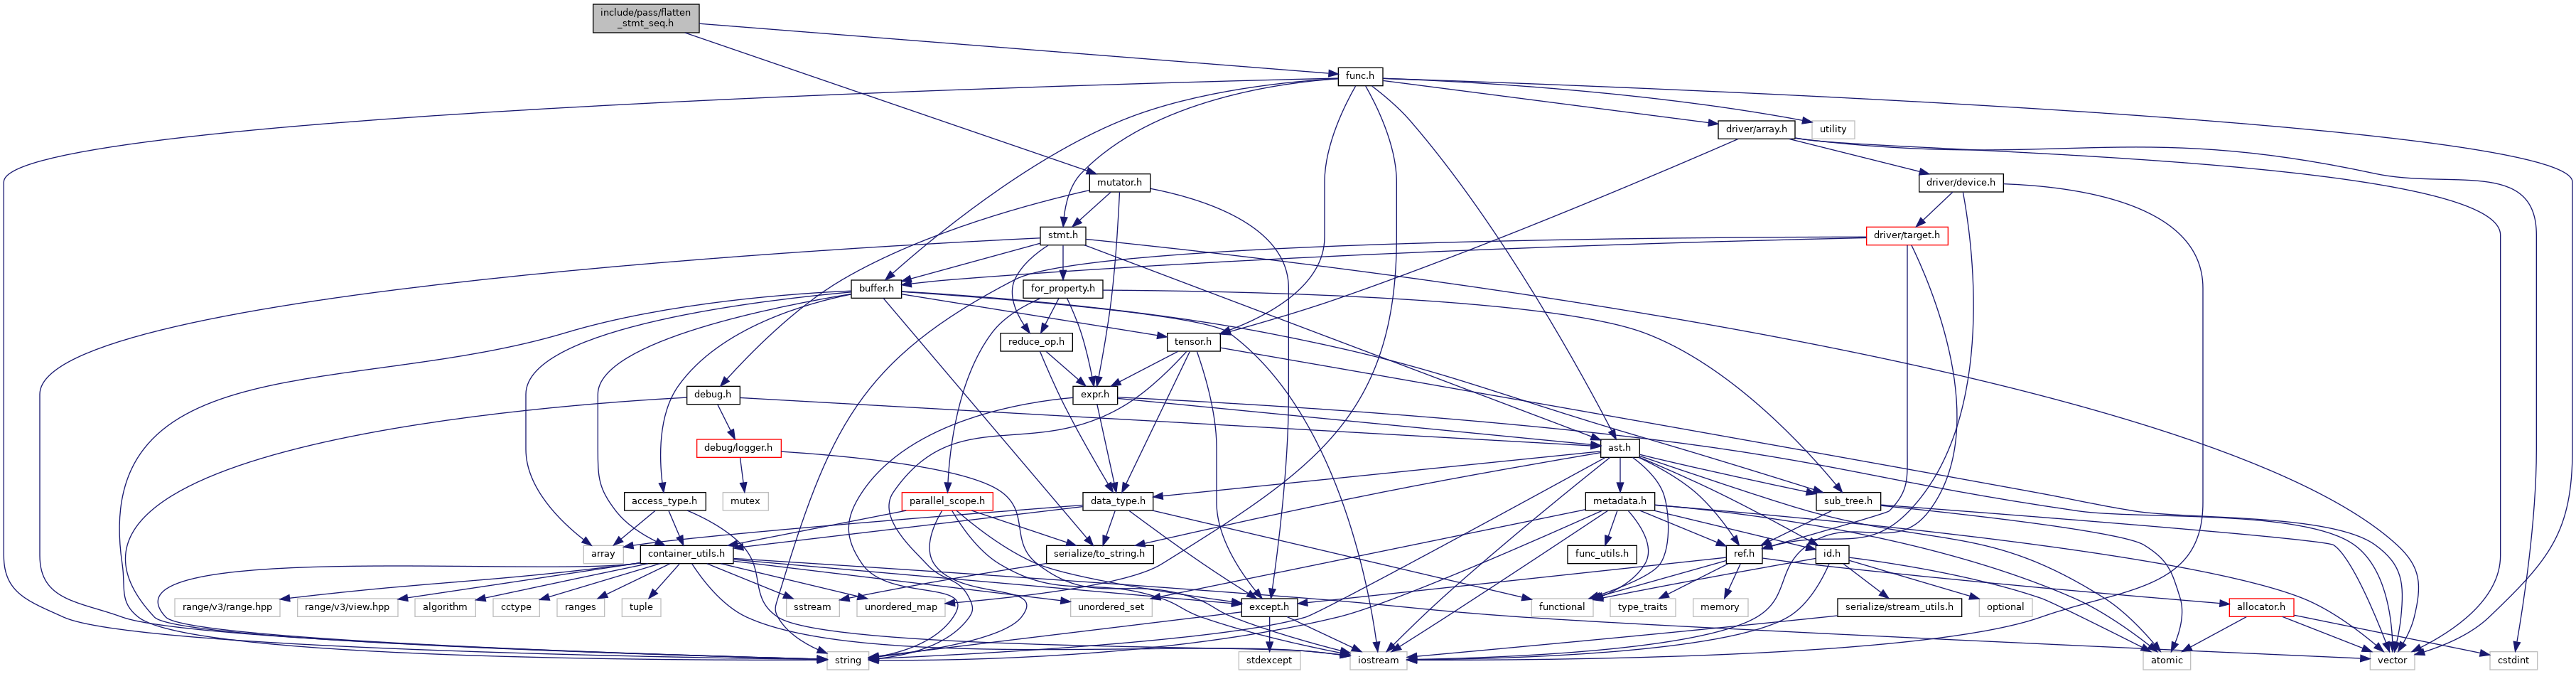 include/pass/flatten
_stmt_seq.h
func.h
driver/array.h
utility
mutator.h
driver/device.h
stmt.h
driver/target.h
buffer.h
for_property.h
reduce_op.h
tensor.h
debug.h
expr.h
debug/logger.h
ast.h
access_type.h
mutex
parallel_scope.h
data_type.h
metadata.h
sub_tree.h
array
container_utils.h
serialize/to_string.h
func_utils.h
ref.h
id.h
range/v3/range.hpp
range/v3/view.hpp
algorithm
cctype
ranges
tuple
sstream
unordered_map
unordered_set
except.h
functional
type_traits
memory
serialize/stream_utils.h
optional
allocator.h
string
stdexcept
iostream
atomic
vector
cstdint